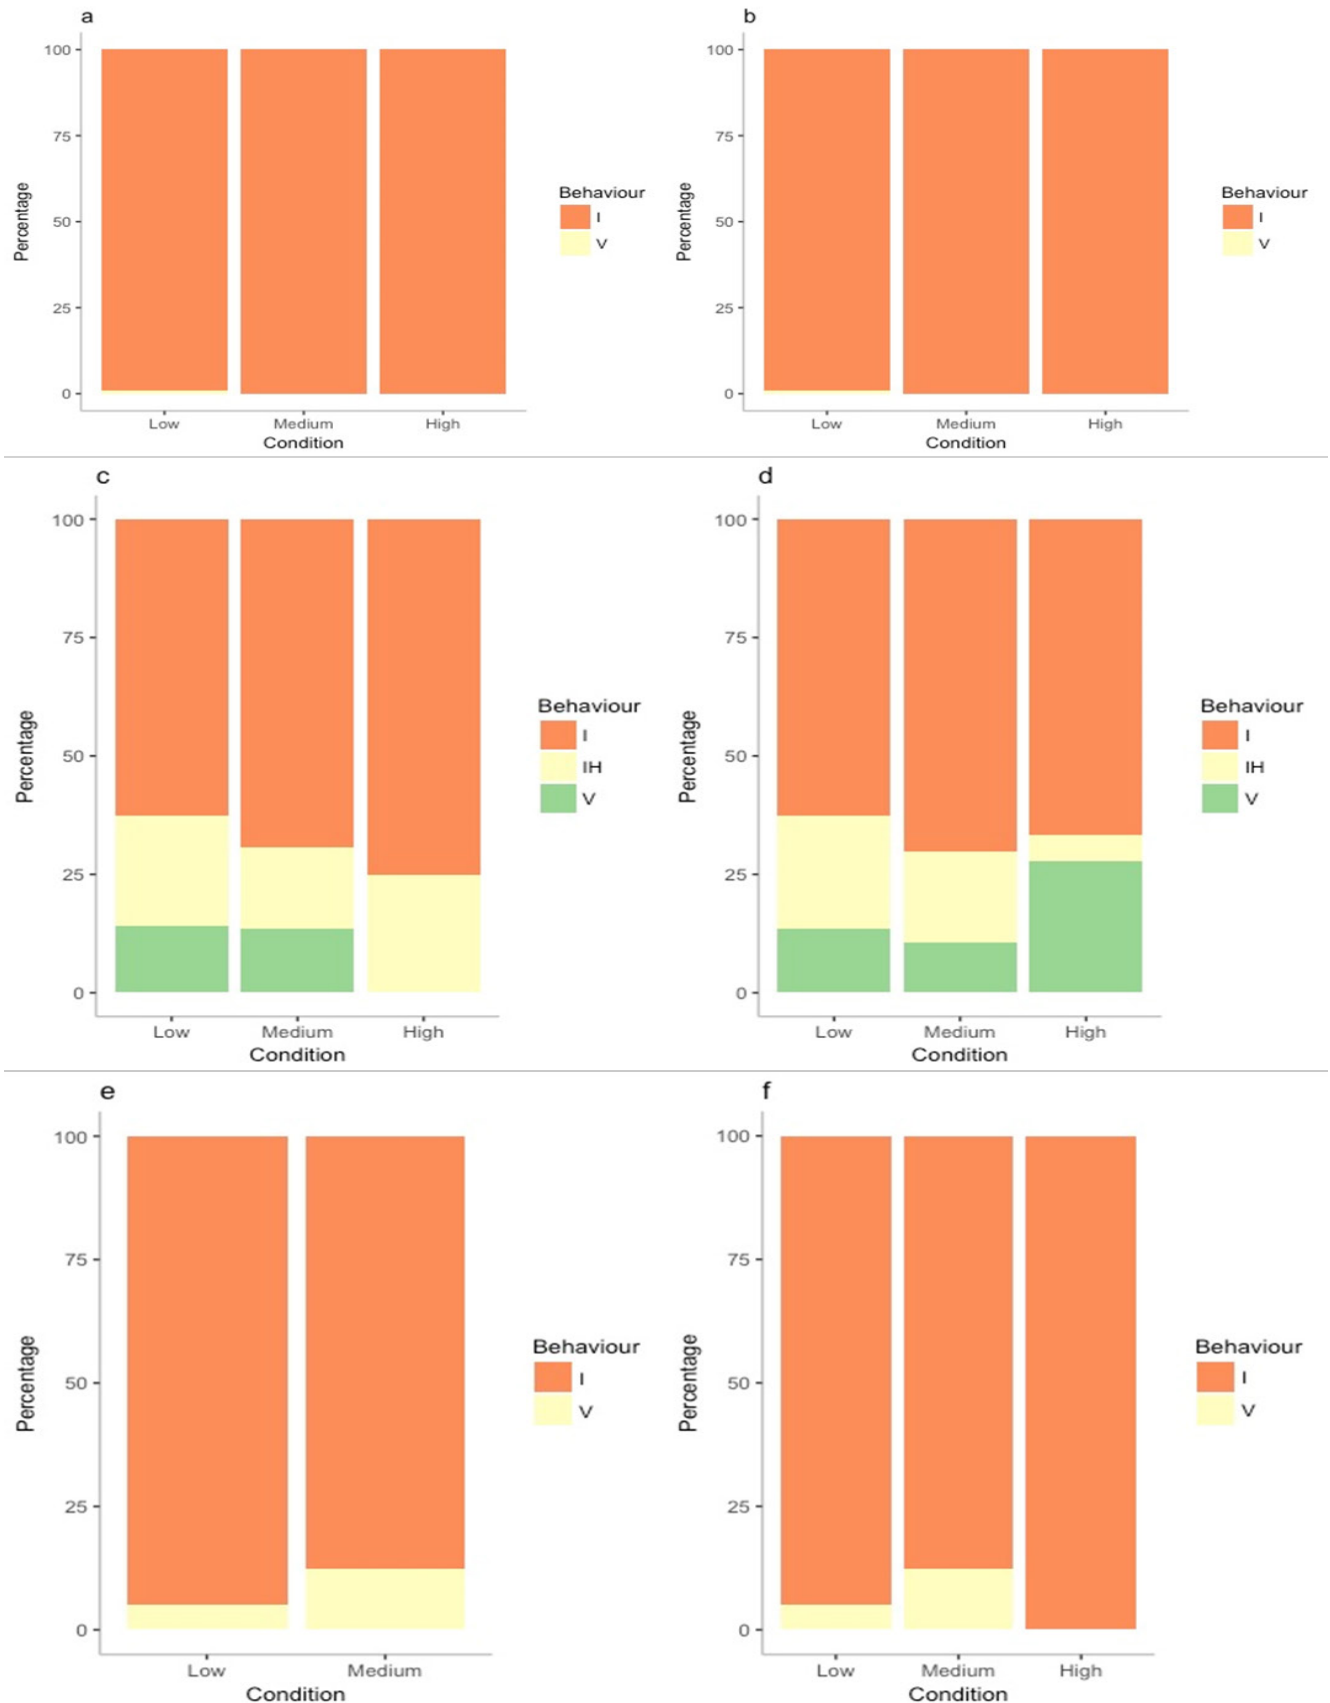 a
100
75
50
25
0
Percentage
Low Medium High
Condition
Behaviour
I
V
b
100
75
50
25
0
Percentage
Low Medium High
Condition
Behaviour
I
V
c
100
75
50
25
0
Percentage
Low Medium High
Condition
Behaviour
I
IH
V
d
100
75
50
25
0
Percentage
Low Medium High
Condition
Behaviour
I
IH
V
e
100
75
50
25
0
Percentage
Low Medium
Condition
Behaviour
I
V
f
100
75
50
25
0
Percentage
Low Medium High
Condition
Behaviour
I
V